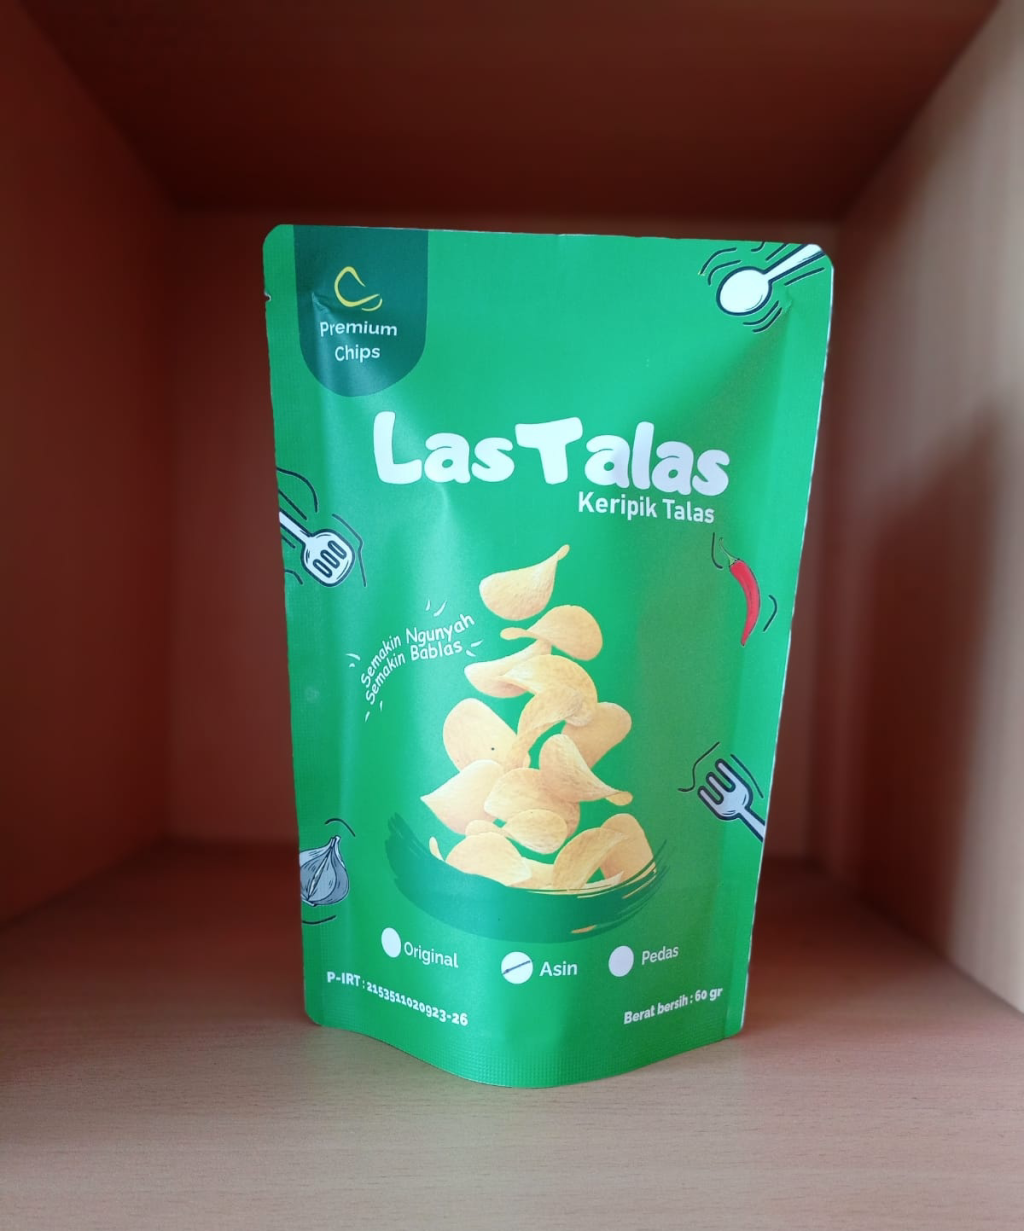 Premium
Chips
LasTalas
Keripik Talas
Semakin Ngunyah
Semakin Bablas
Original
Asin
Pedas
P-IRT : 2153511020923-26
Berat bersih : 60 gr